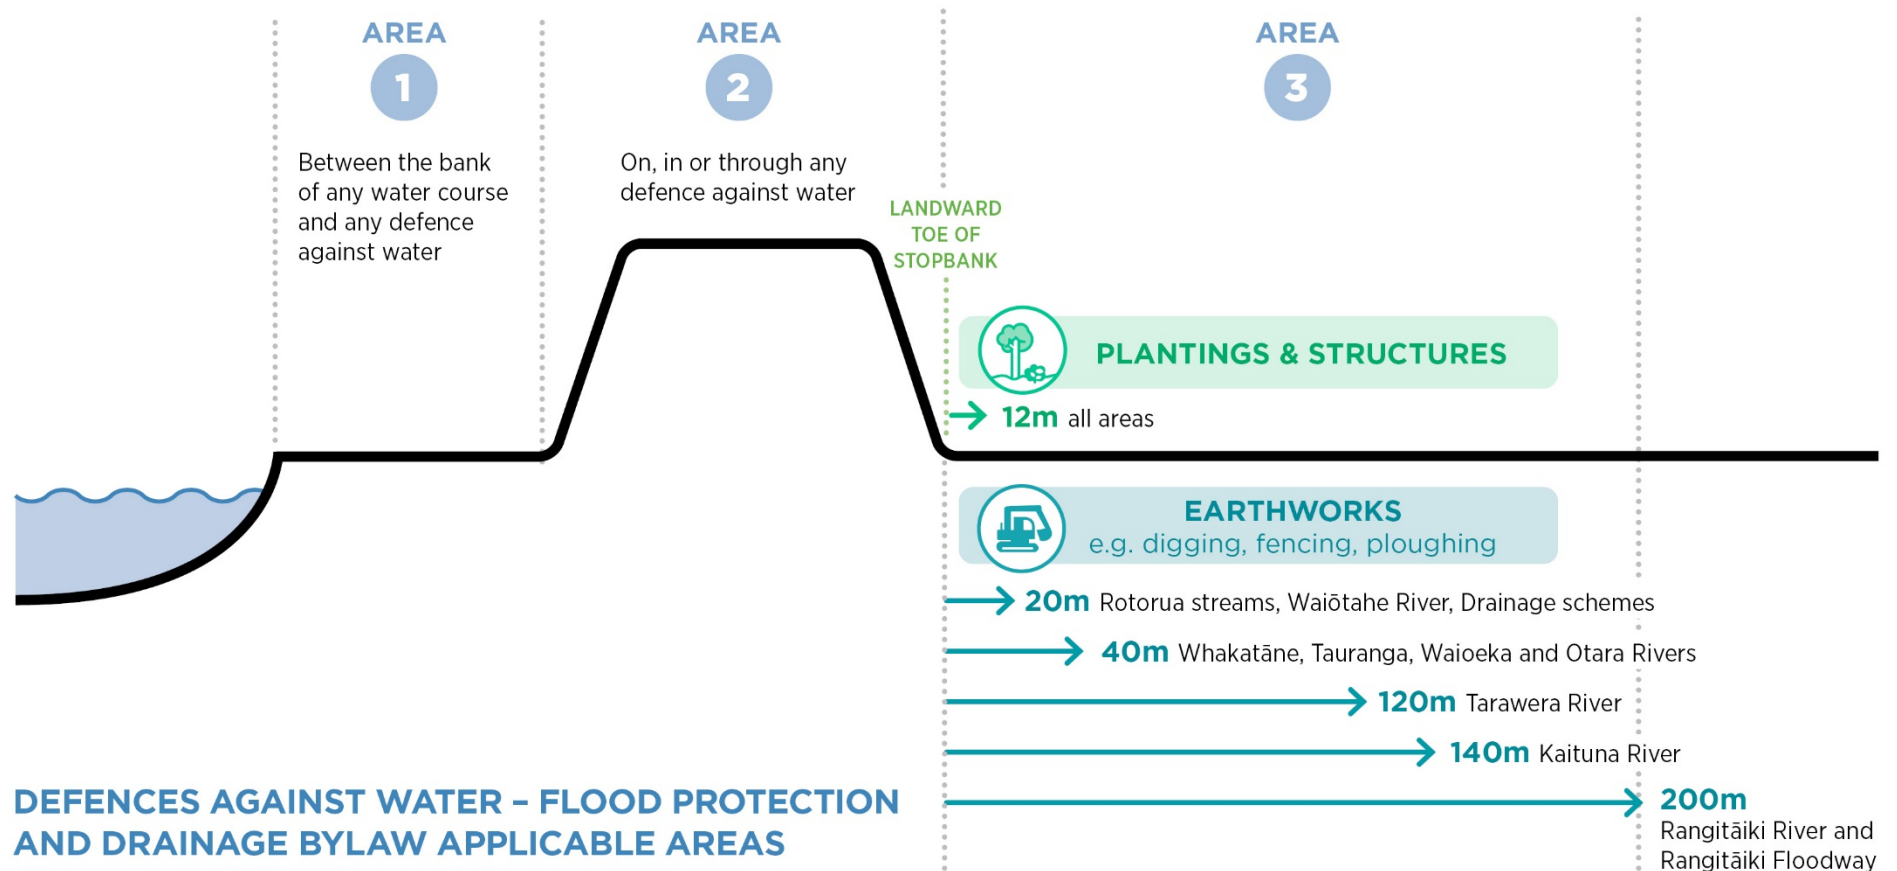 AREA
1
Between the bank
of any water course
and any defence
against water
AREA
2
On, in or through any
defence against water
LANDWARD
TOE OF
STOPBANK
AREA
3
PLANTINGS & STRUCTURES
12m all areas
EARTHWORKS
e.g. digging, fencing, ploughing
20m Rotorua streams, Waiōtahe River, Drainage schemes
40m Whakatāne, Tauranga, Waioeka and Otara Rivers
120m Tarawera River
140m Kaituna River
200m
Rangitāiki River and
Rangitāiki Floodway
DEFENCES AGAINST WATER – FLOOD PROTECTION
AND DRAINAGE BYLAW APPLICABLE AREAS